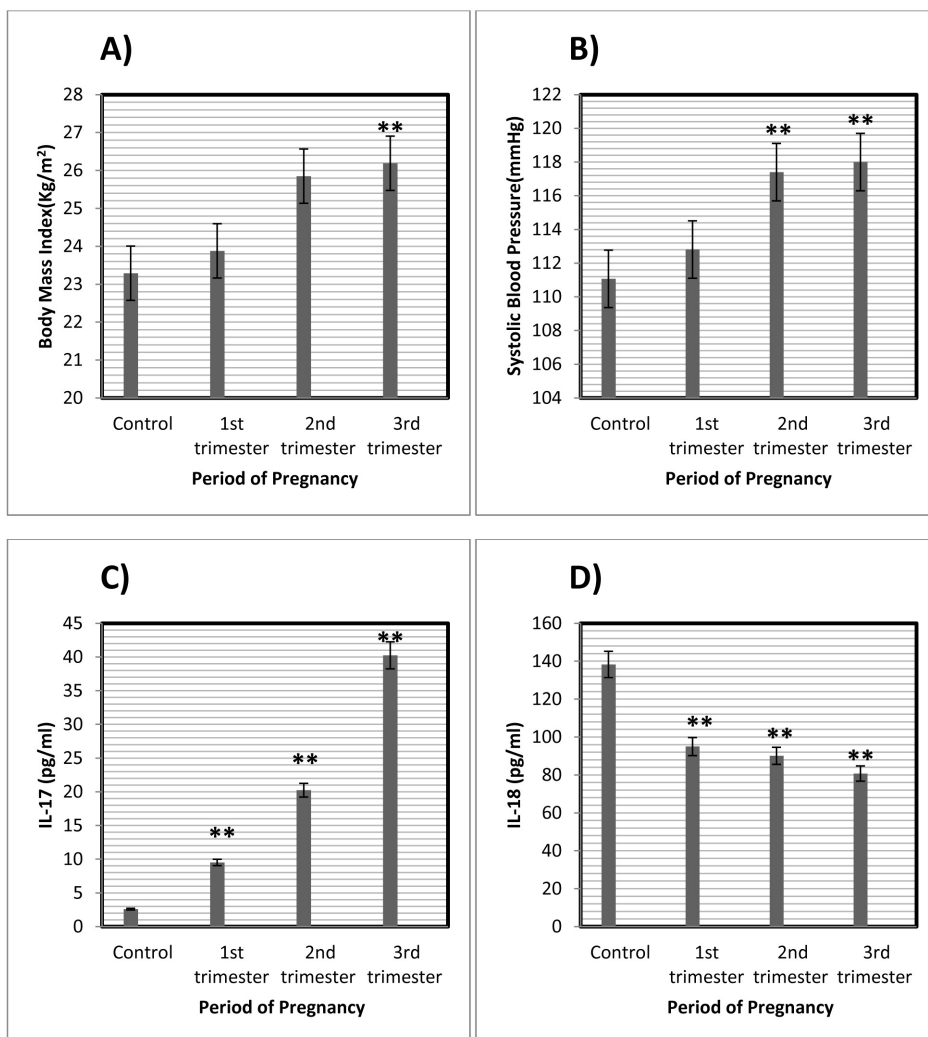 A)
Body Mass Index(Kg/m²)
28
27
26
25
24
23
22
21
20
**
Control
1st trimester
2nd trimester
3rd trimester
Period of Pregnancy
B)
Systolic Blood Pressure(mmHg)
122
120
118
116
114
112
110
108
106
104
**
**
Control
1st trimester
2nd trimester
3rd trimester
Period of Pregnancy
C)
IL-17 (pg/ml)
45
40
35
30
25
20
15
10
5
0
**
**
**
Control
1st trimester
2nd trimester
3rd trimester
Period of Pregnancy
D)
IL-18 (pg/ml)
160
140
120
100
80
60
40
20
0
**
**
**
Control
1st trimester
2nd trimester
3rd trimester
Period of Pregnancy